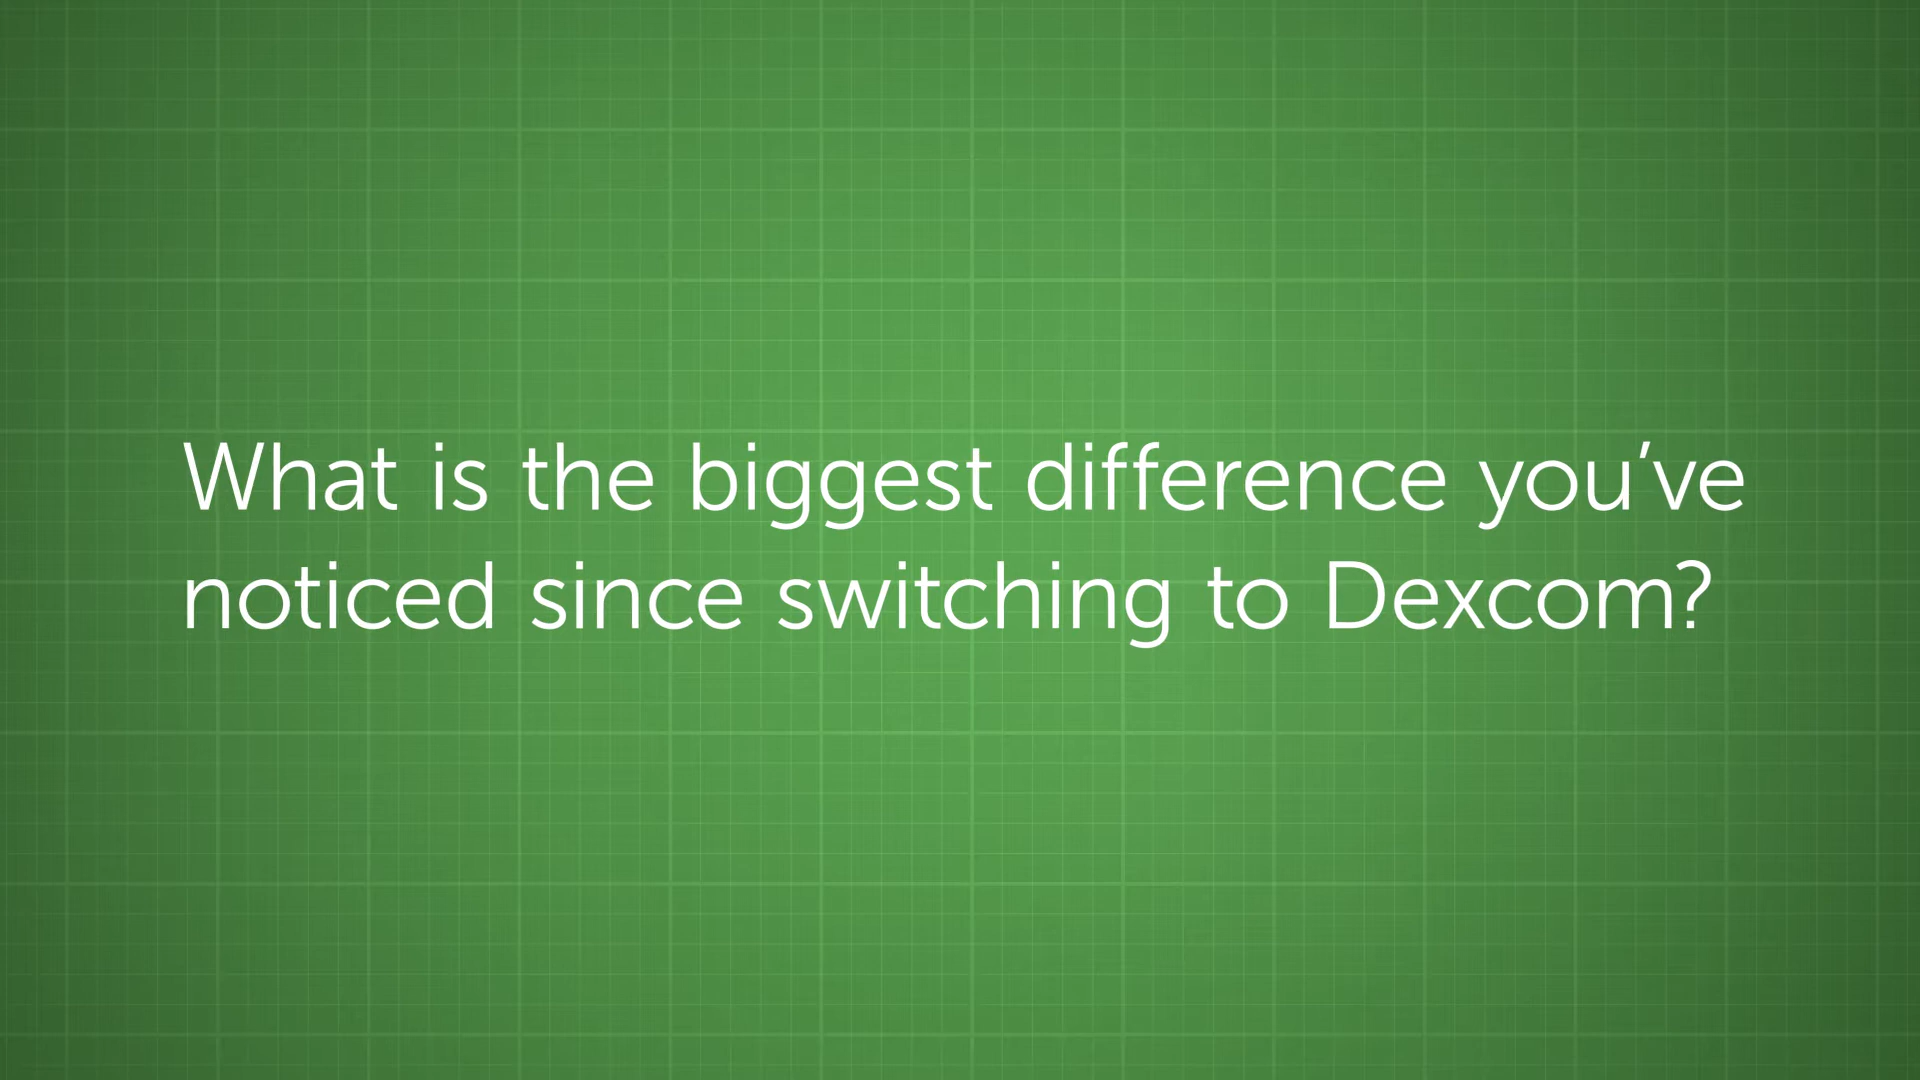 What is the biggest difference you’ve
noticed since switching to Dexcom?